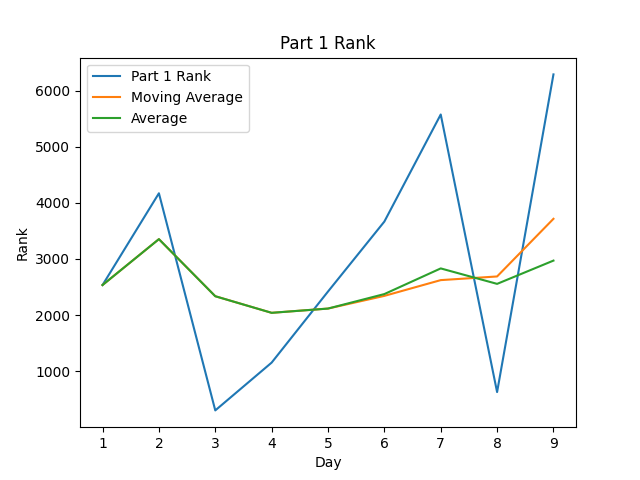 Part 1 Rank
Part 1 Rank
Moving Average
Average
6000
5000
4000
3000
2000
1000
Rank
1 2 3 4 5 6 7 8 9
Day